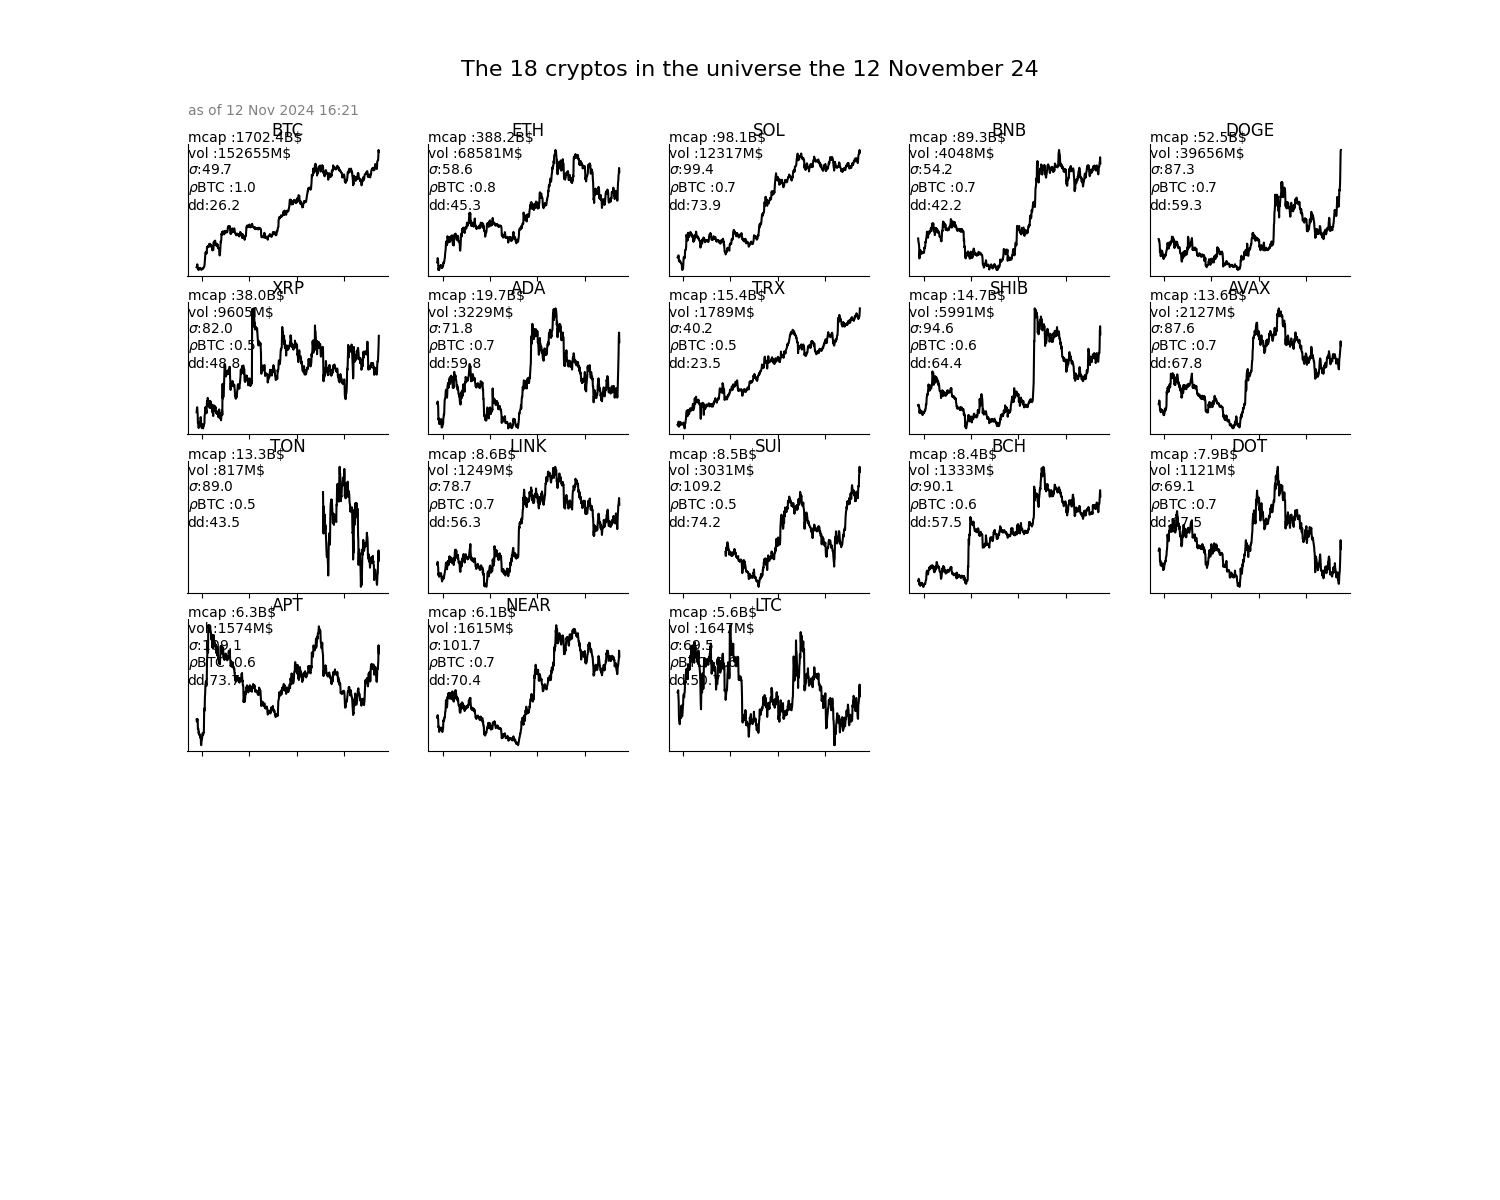 The 18 cryptos in the universe the 12 November 24
as of 12 Nov 2024 16:21
BTC
mcap :1702.4B$
vol :152655M$
σ:49.7
ρBTC :1.0
dd:26.2
ETH
mcap :388.2B$
vol :68581M$
σ:58.6
ρBTC :0.8
dd:45.3
SOL
mcap :98.1B$
vol :12317M$
σ:99.4
ρBTC :0.7
dd:73.9
BNB
mcap :89.3B$
vol :4048M$
σ:54.2
ρBTC :0.7
dd:42.2
DOGE
mcap :52.5B$
vol :39656M$
σ:87.3
ρBTC :0.7
dd:59.3
XRP
mcap :38.0B$
vol :9605M$
σ:82.0
ρBTC :0.5
dd:48.8
ADA
mcap :19.7B$
vol :3229M$
σ:71.8
ρBTC :0.7
dd:59.8
TRX
mcap :15.4B$
vol :1789M$
σ:40.2
ρBTC :0.5
dd:23.5
SHIB
mcap :14.7B$
vol :5991M$
σ:94.6
ρBTC :0.6
dd:64.4
AVAX
mcap :13.6B$
vol :2127M$
σ:87.6
ρBTC :0.7
dd:67.8
TON
mcap :13.3B$
vol :817M$
σ:89.0
ρBTC :0.5
dd:43.5
LINK
mcap :8.6B$
vol :1249M$
σ:78.7
ρBTC :0.7
dd:56.3
SUI
mcap :8.5B$
vol :3031M$
σ:109.2
ρBTC :0.5
dd:74.2
BCH
mcap :8.4B$
vol :1333M$
σ:90.1
ρBTC :0.6
dd:57.5
DOT
mcap :7.9B$
vol :1121M$
σ:69.1
ρBTC :0.7
APT
mcap :6.3B$
vol :1574M$
σ:109.1
ρBTC :0.6
NEAR
mcap :6.1B$
vol :1615M$
σ:101.7
ρBTC :0.7
dd:70.4
LTC
mcap :5.6B$
vol :1647M$
σ:69.5
ρBTC